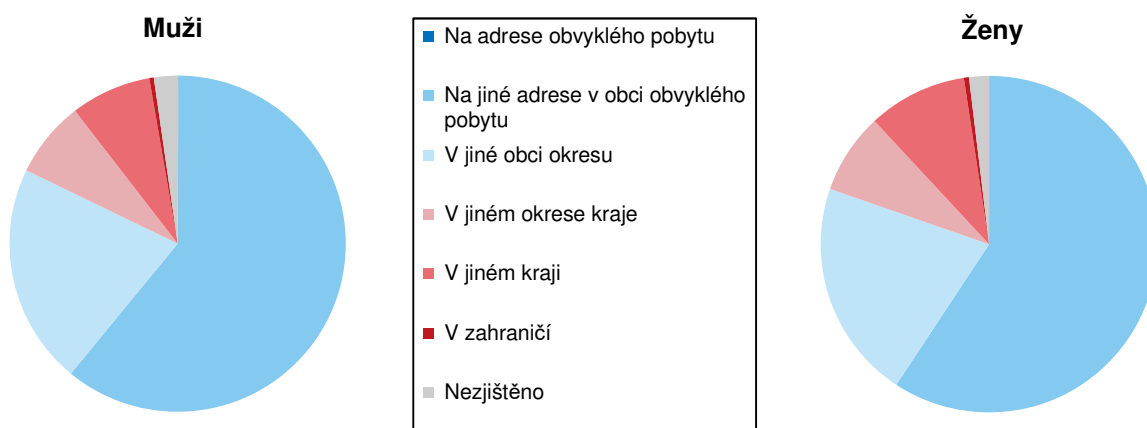 Muži
Na adrese obvyklého pobytu
Na jiné adrese v obci obvyklého
pobytu
V jiné obci okresu
V jiném okrese kraje
V jiném kraji
V zahraničí
Nezjištěno
Ženy